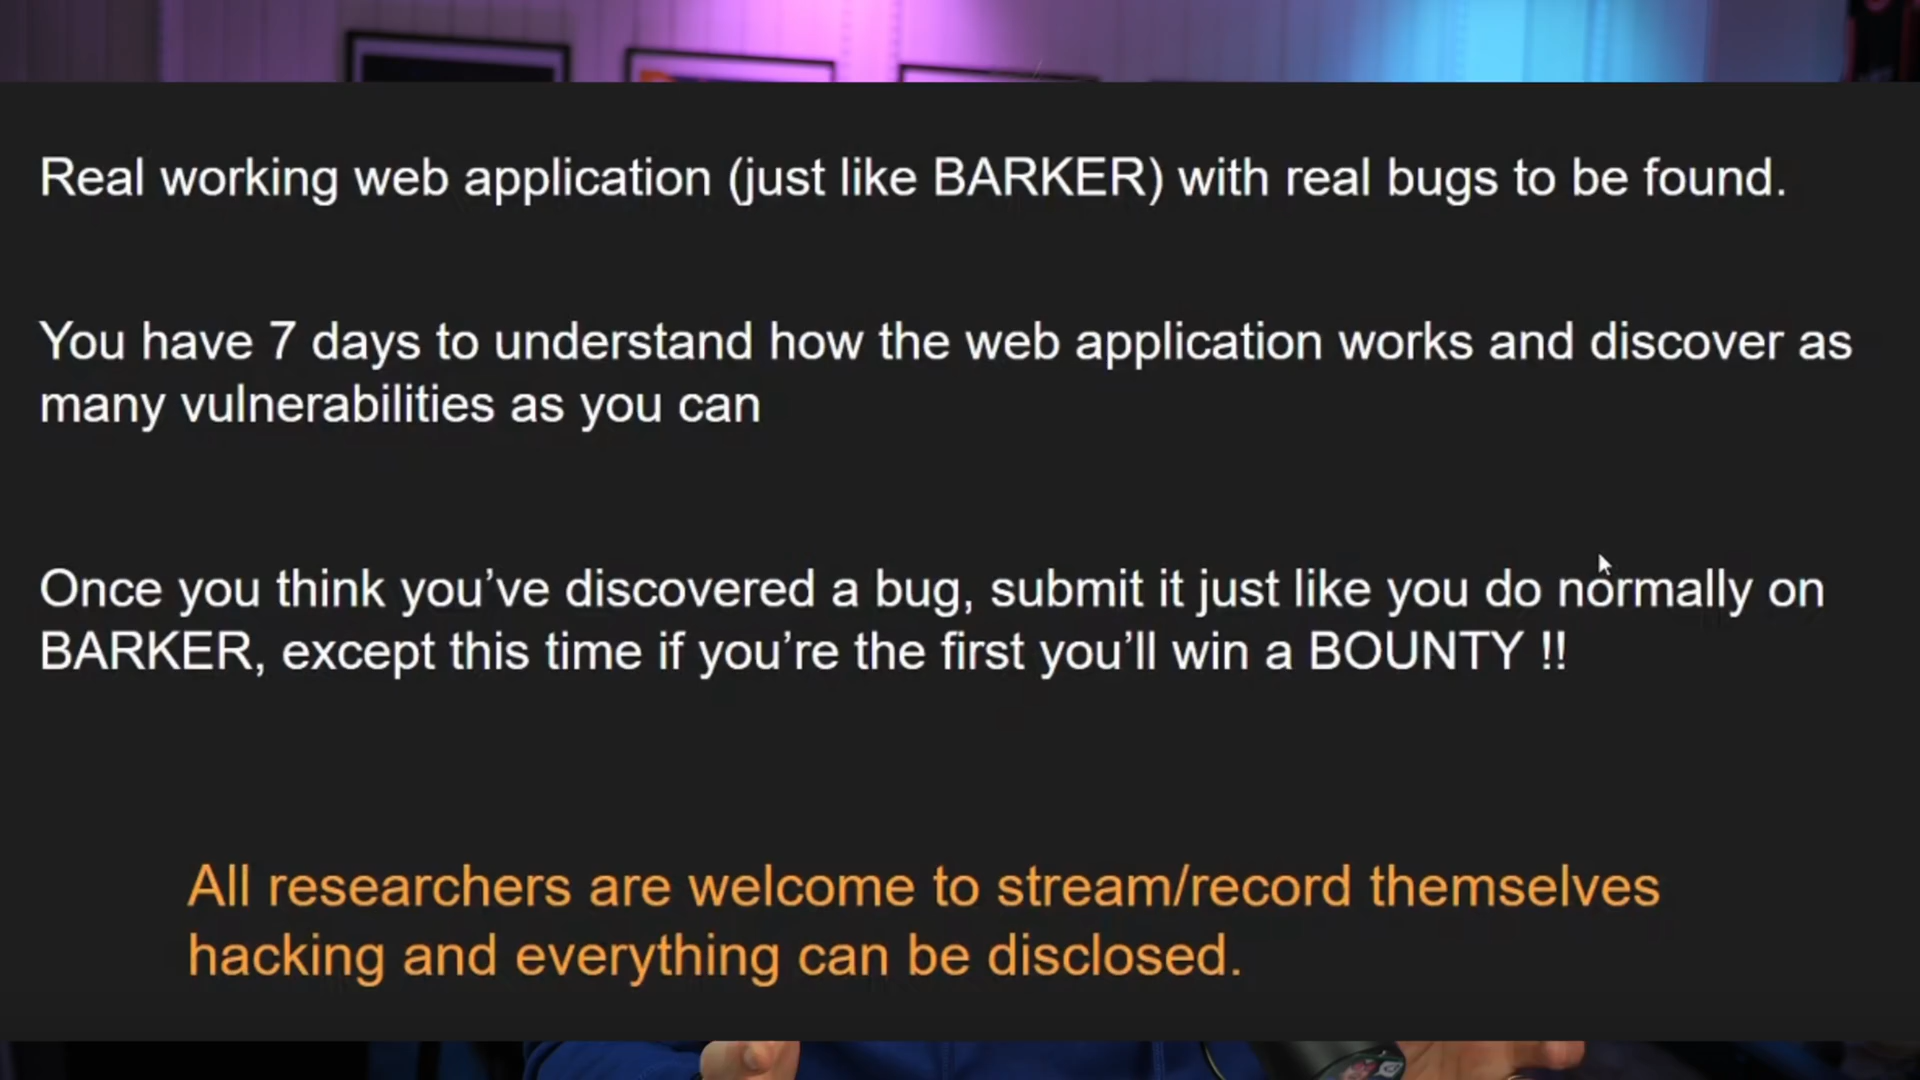 Real working web application (just like BARKER) with real bugs to be found.
You have 7 days to understand how the web application works and discover as
many vulnerabilities as you can
Once you think you’ve discovered a bug, submit it just like you do normally on
BARKER, except this time if you’re the first you’ll win a BOUNTY !!
All researchers are welcome to stream/record themselves
hacking and everything can be disclosed.